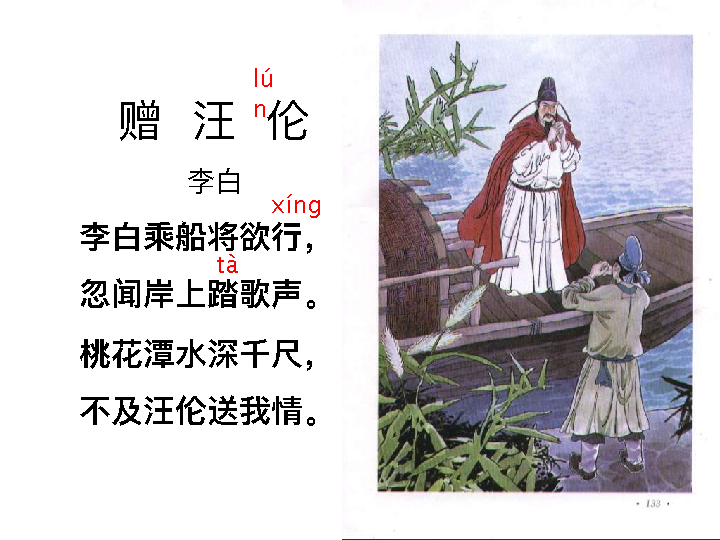 lún
赠 汪 伦
李白
xíng
李白乘船将欲行，
tà
忽闻岸上踏歌声。
桃花潭水深千尺，
不及汪伦送我情。
· 133 ·